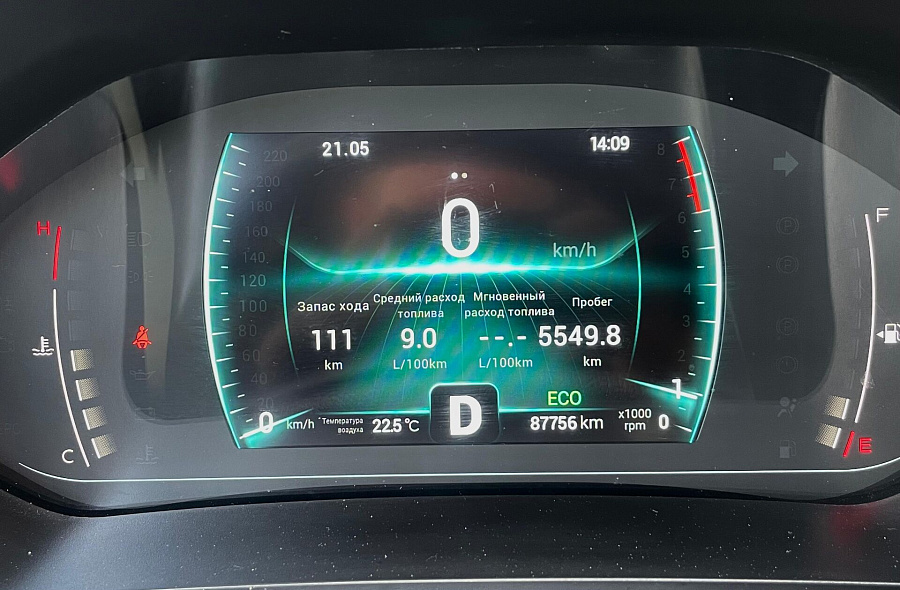 21.05 14:09
220
200
180
160
140
120
100
80
60
40
20
8
7
6
5
4
3
2
1
0
km/h
H
C
F
E
Запас хода Средний расход топлива Мгновенный расход топлива Пробег
111 9.0 --.- 5549.8
km L/100km L/100km km
D
ECO
0 km/h Температура воздуха 22.5 °C 87756 km x1000 rpm 0